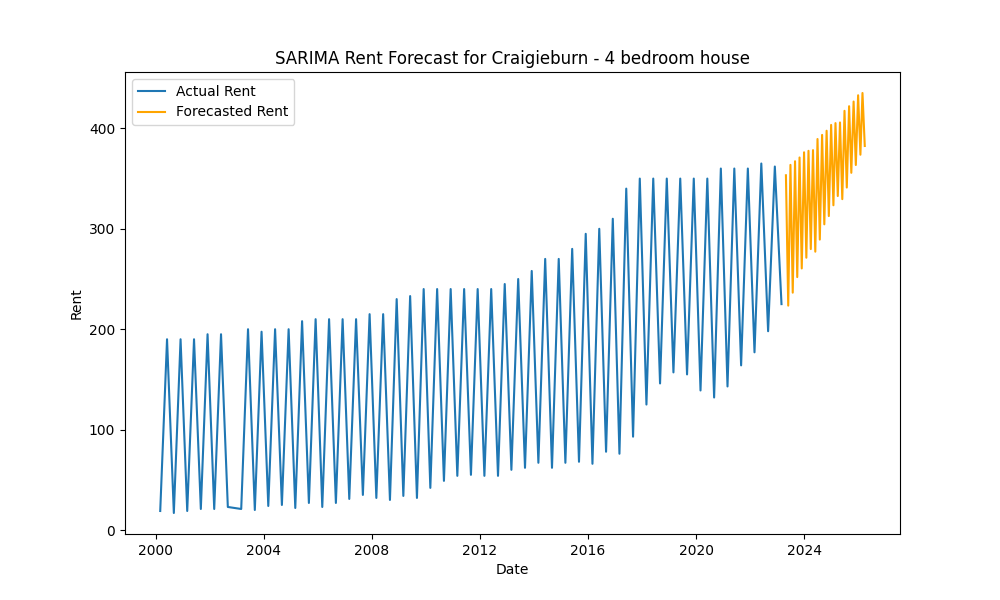 SARIMA Rent Forecast for Craigieburn - 4 bedroom house
Actual Rent
Forecasted Rent
400
300
200
100
0
Rent
2000 2004 2008 2012 2016 2020 2024
Date